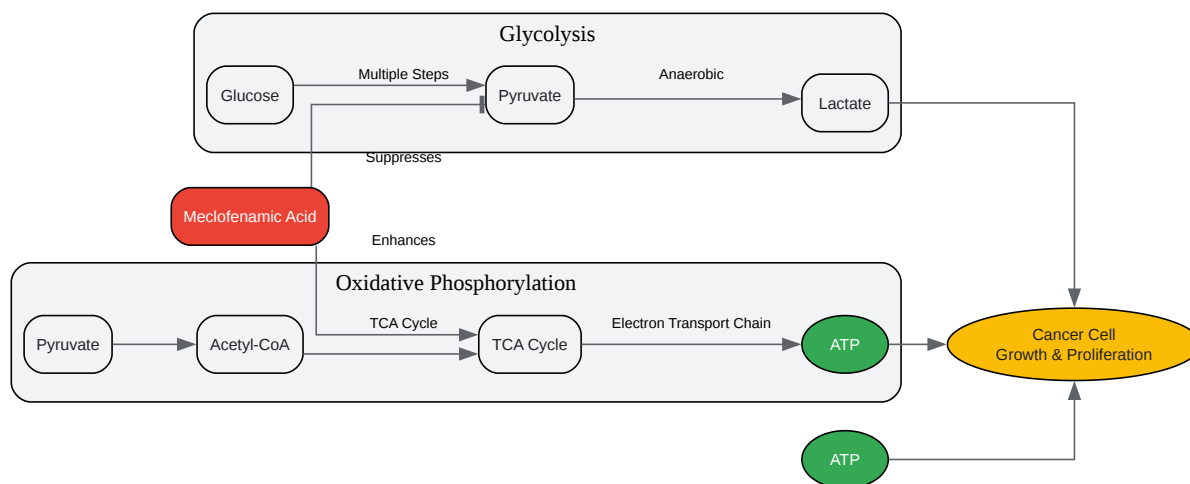 Glycolysis
Glucose
Multiple Steps
Pyruvate
Anaerobic
Lactate
Suppresses
Meclofenamic Acid
Enhances
Oxidative Phosphorylation
Pyruvate
Acetyl-CoA
TCA Cycle
TCA Cycle
Electron Transport Chain
ATP
Cancer Cell
Growth & Proliferation
ATP